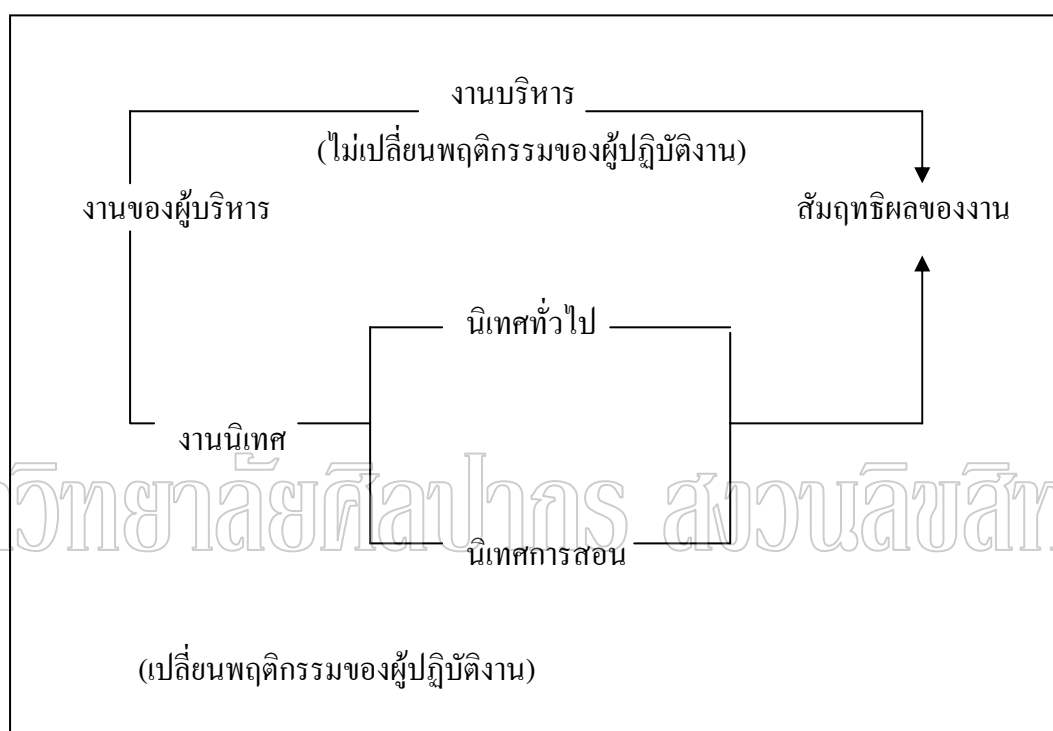 งานบริหาร
(ไม่เปลี่ยนพฤติกรรมของผู้ปฏิบัติงาน)
งานของผู้บริหาร สัมฤทธิผลของงาน
นิเทศทั่วไป
งานนิเทศ
วิทยาลัยศิลปากร สงวนลิขสิท
นิเทศการสอน
(เปลี่ยนพฤติกรรมของผู้ปฏิบัติงาน)